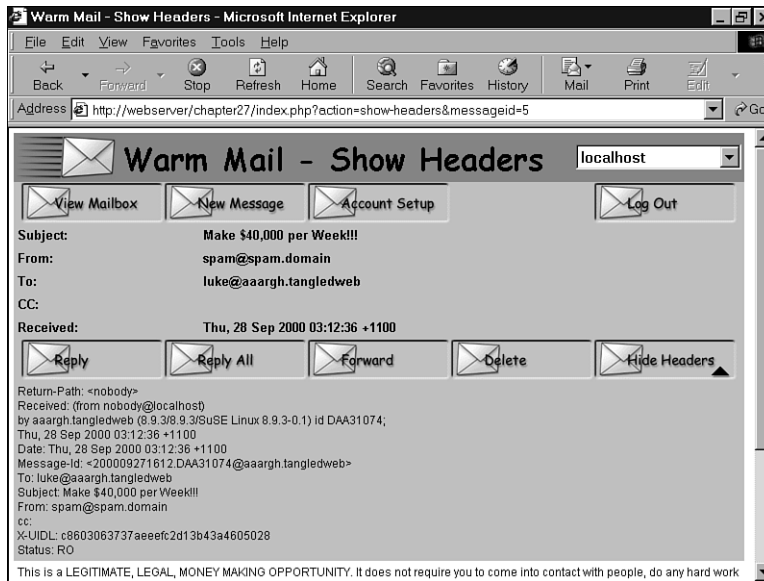 Warm Mail - Show Headers - Microsoft Internet Explorer
File Edit View Favorites Tools Help
Back Forward Stop Refresh Home Search Favorites History Mail Print Edit
Address http://webserver/chapter27/index.php?action=show-headers&messageid=5 Go
Warm Mail - Show Headers localhost
View Mailbox New Message Account Setup Log Out
Subject: Make $40,000 per Week!!!
From: spam@spam.domain
To: luke@aaargh.tangledweb
CC:
Received: Thu, 28 Sep 2000 03:12:36 +1100
Reply Reply All Forward Delete Hide Headers
Return-Path: <nobody>
Received: (from nobody@localhost)
by aaargh.tangledweb (8.9.3/8.9.3/SuSE Linux 8.9.3-0.1) id DAA31074;
Thu, 28 Sep 2000 03:12:36 +1100
Date: Thu, 28 Sep 2000 03:12:36 +1100
Message-Id: <200009271612.DAA31074@aaargh.tangledweb>
To: luke@aaargh.tangledweb
Subject: Make $40,000 per Week!!!
From: spam@spam.domain
cc:
X-UIDL: c8603063737aeeefc2d13b43a4605028
Status: RO
This is a LEGITIMATE, LEGAL, MONEY MAKING OPPORTUNITY. It does not require you to come into contact with people, do any hard work